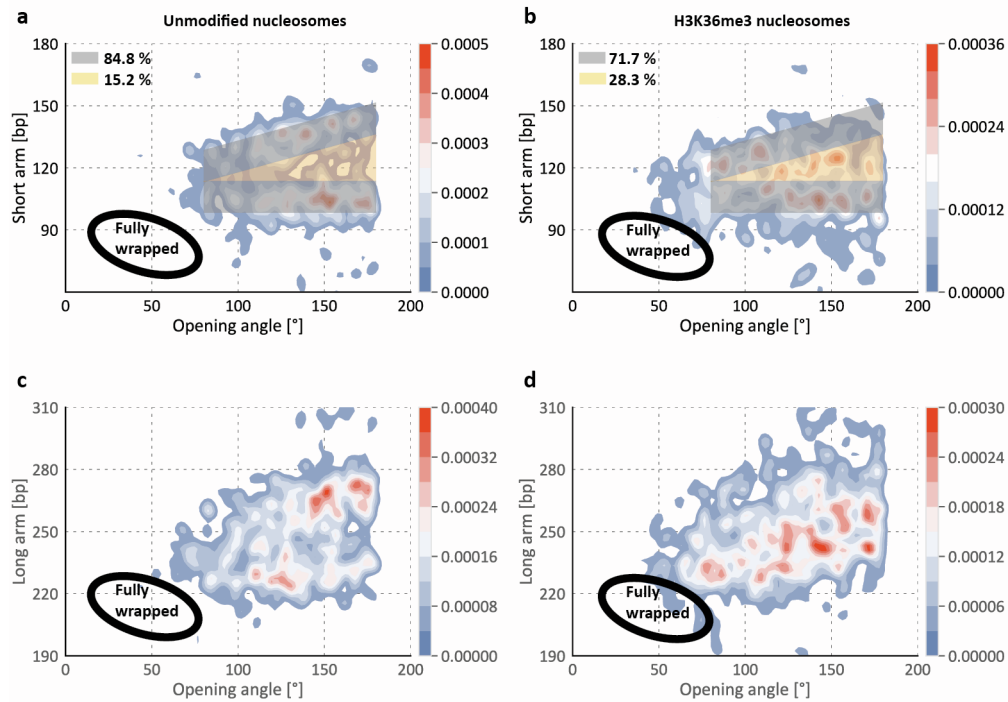 a
Unmodified nucleosomes
180
150
120
90
Short arm [bp]
84.8 %
15.2 %
Fully
wrapped
0
50
100
150
200
Opening angle [°]
0.0005
0.0004
0.0003
0.0002
0.0001
0.0000
b
H3K36me3 nucleosomes
180
150
120
90
Short arm [bp]
71.7 %
28.3 %
Fully
wrapped
0
50
100
150
200
Opening angle [°]
0.00036
0.00024
0.00012
0.00000
c
310
280
250
220
190
Long arm [bp]
Fully
wrapped
0
50
100
150
200
Opening angle [°]
0.00040
0.00032
0.00024
0.00016
0.00008
0.00000
d
310
280
250
220
190
Long arm [bp]
Fully
wrapped
0
50
100
150
200
Opening angle [°]
0.00030
0.00024
0.00018
0.00012
0.00006
0.00000